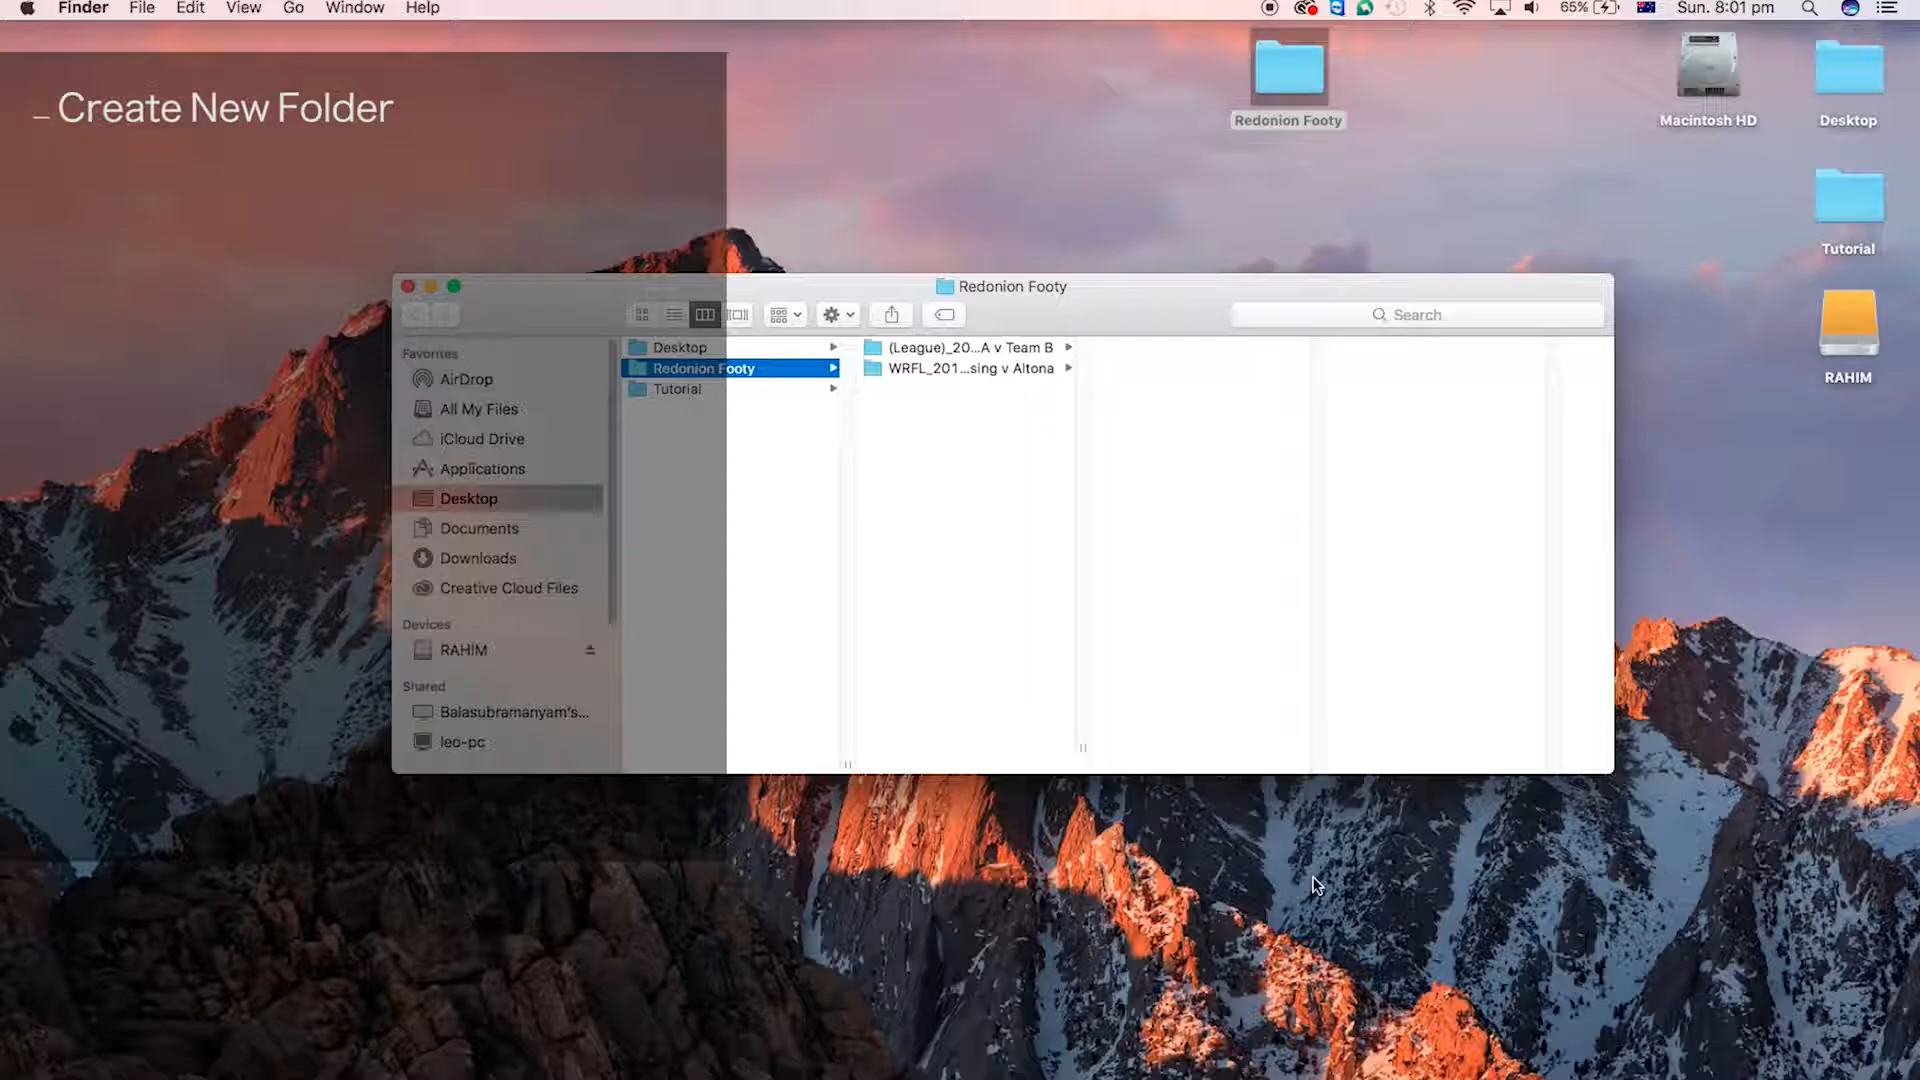 Finder File Edit View Go Window Help 65% Sun. 8:01 pm
_ Create New Folder
Redonion Footy
Macintosh HD
Desktop
Tutorial
RAHIM
Redonion Footy
Search
Favorites
AirDrop
All My Files
iCloud Drive
Applications
Desktop
Documents
Downloads
Creative Cloud Files
Devices
RAHIM
Shared
Balasubramanyam's...
leo-pc
Desktop
Redonion Footy
Tutorial
(League)_20...A v Team B
WRFL_201...sing v Altona